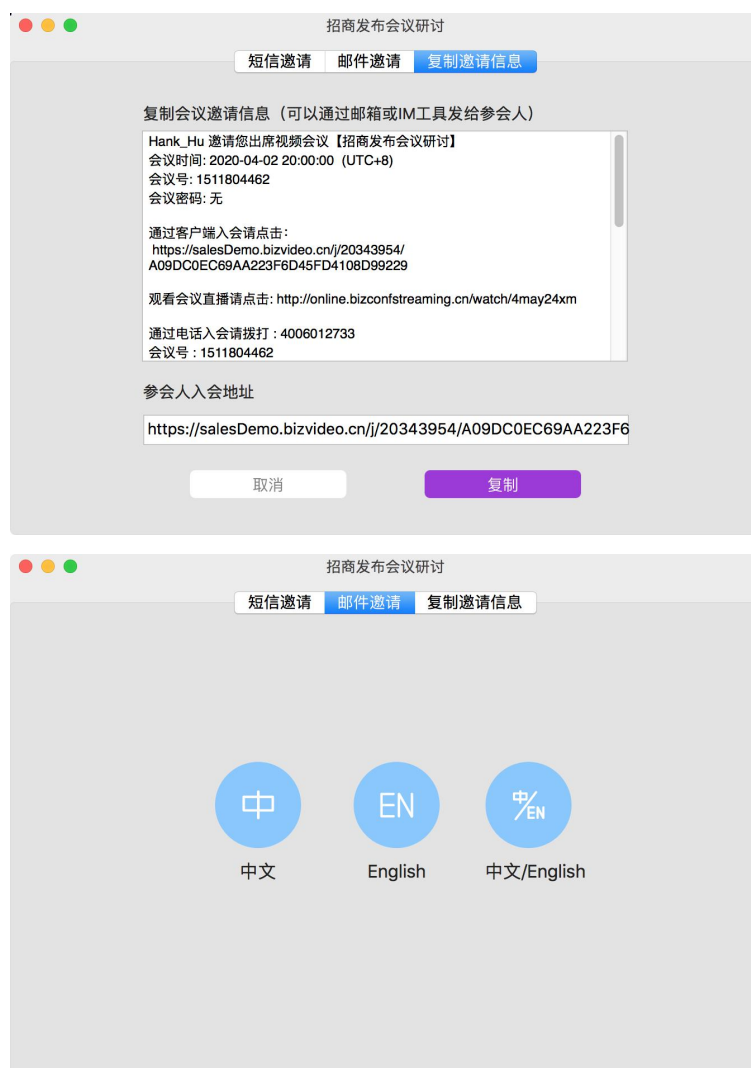 招商发布会议研讨
短信邀请 邮件邀请 复制邀请信息
复制会议邀请信息（可以通过邮箱或IM工具发给参会人）
Hank_Hu 邀请您出席视频会议【招商发布会议研讨】
会议时间: 2020-04-02 20:00:00 (UTC+8)
会议号: 1511804462
会议密码: 无
通过客户端入会请点击：
https://salesDemo.bizvideo.cn/j/20343954/
A09DC0EC69AA223F6D45FD4108D99229
观看会议直播请点击: http://online.bizconfstreaming.cn/watch/4may24xm
通过电话入会请拨打 : 4006012733
会议号 : 1511804462
参会人入会地址
https://salesDemo.bizvideo.cn/j/20343954/A09DC0EC69AA223F6
取消 复制
招商发布会议研讨
短信邀请 邮件邀请 复制邀请信息
中 EN 中/EN
中文 English 中文/English